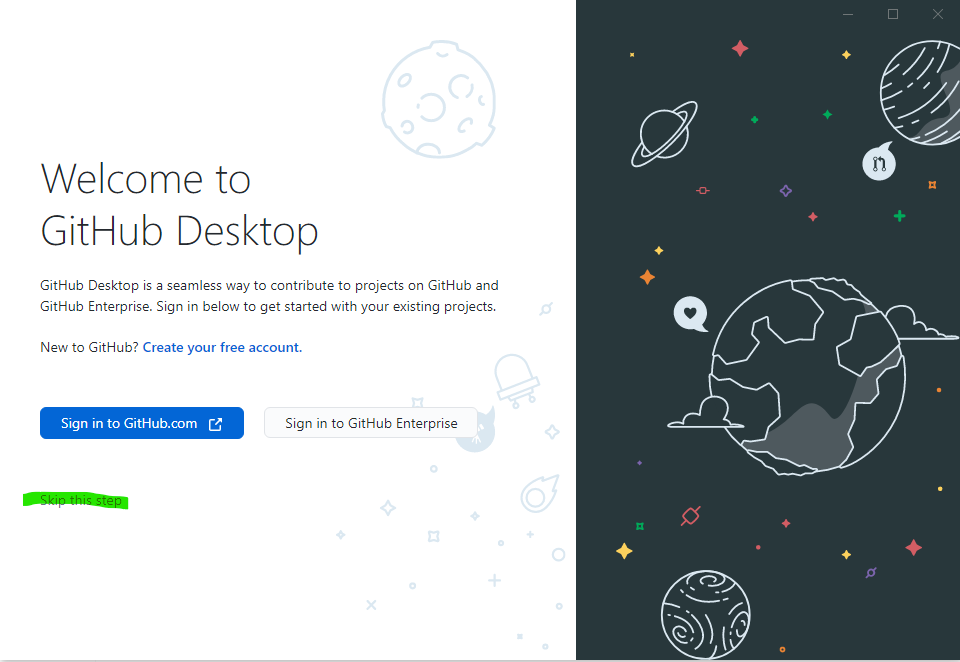 Welcome to
GitHub Desktop
GitHub Desktop is a seamless way to contribute to projects on GitHub and
GitHub Enterprise. Sign in below to get started with your existing projects.
New to GitHub? Create your free account.
Sign in to GitHub.com
Sign in to GitHub Enterprise
Skip this step